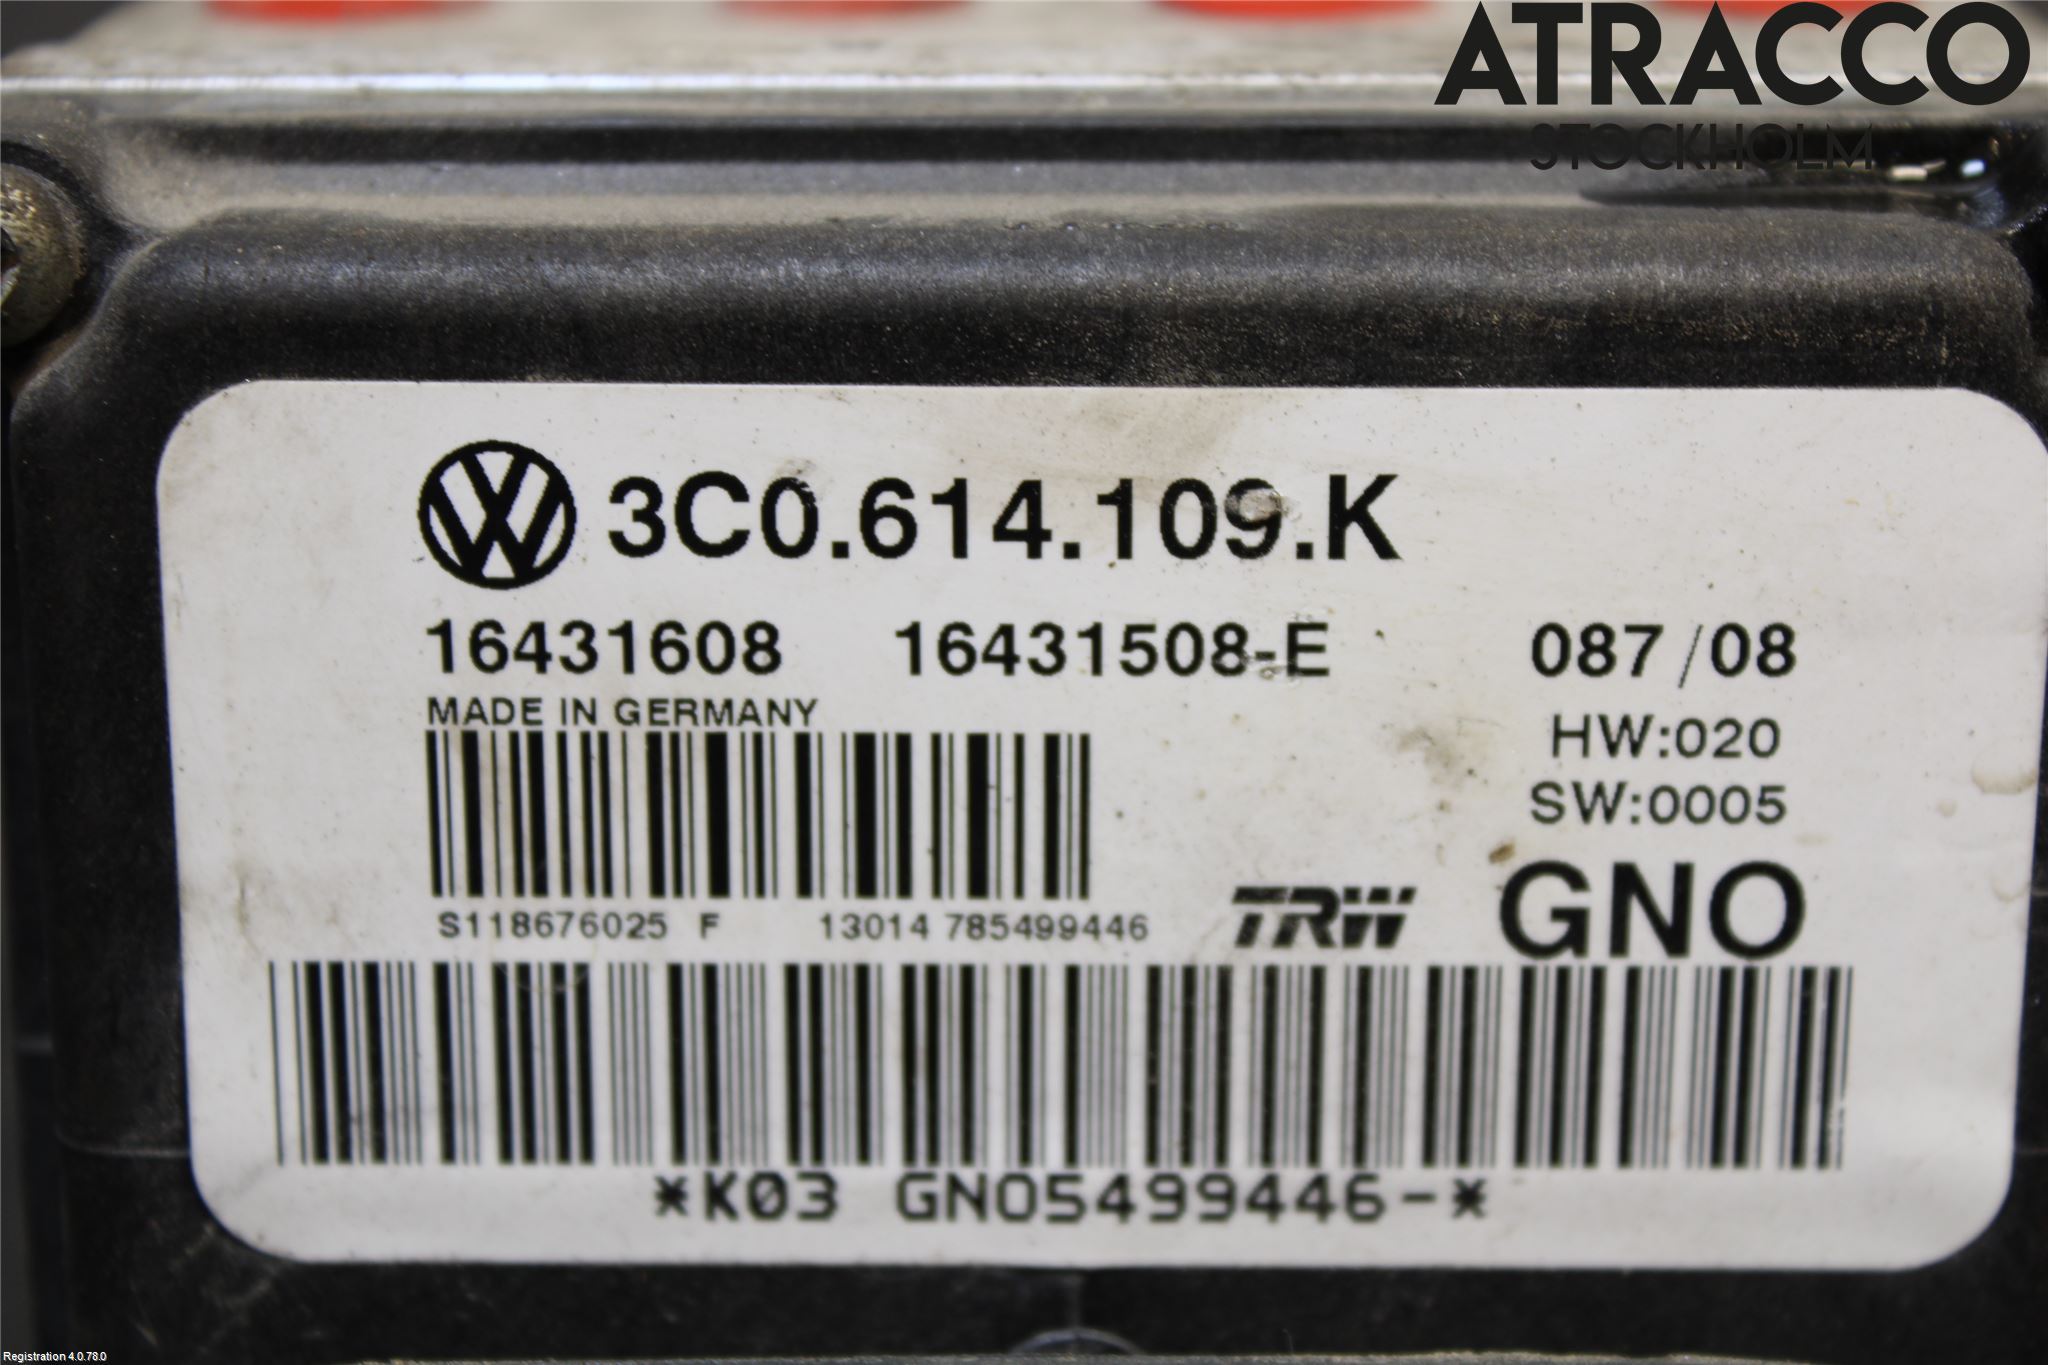 ATRACCO
STOCKHOLM
3C0.614.109.K
16431608 16431508-E 087/08
MADE IN GERMANY
HW:020
SW:0005
S118676025 F 13014 785499446 TRW GNO
*K03 GNO5499446-*
Registration 4.0.78.0